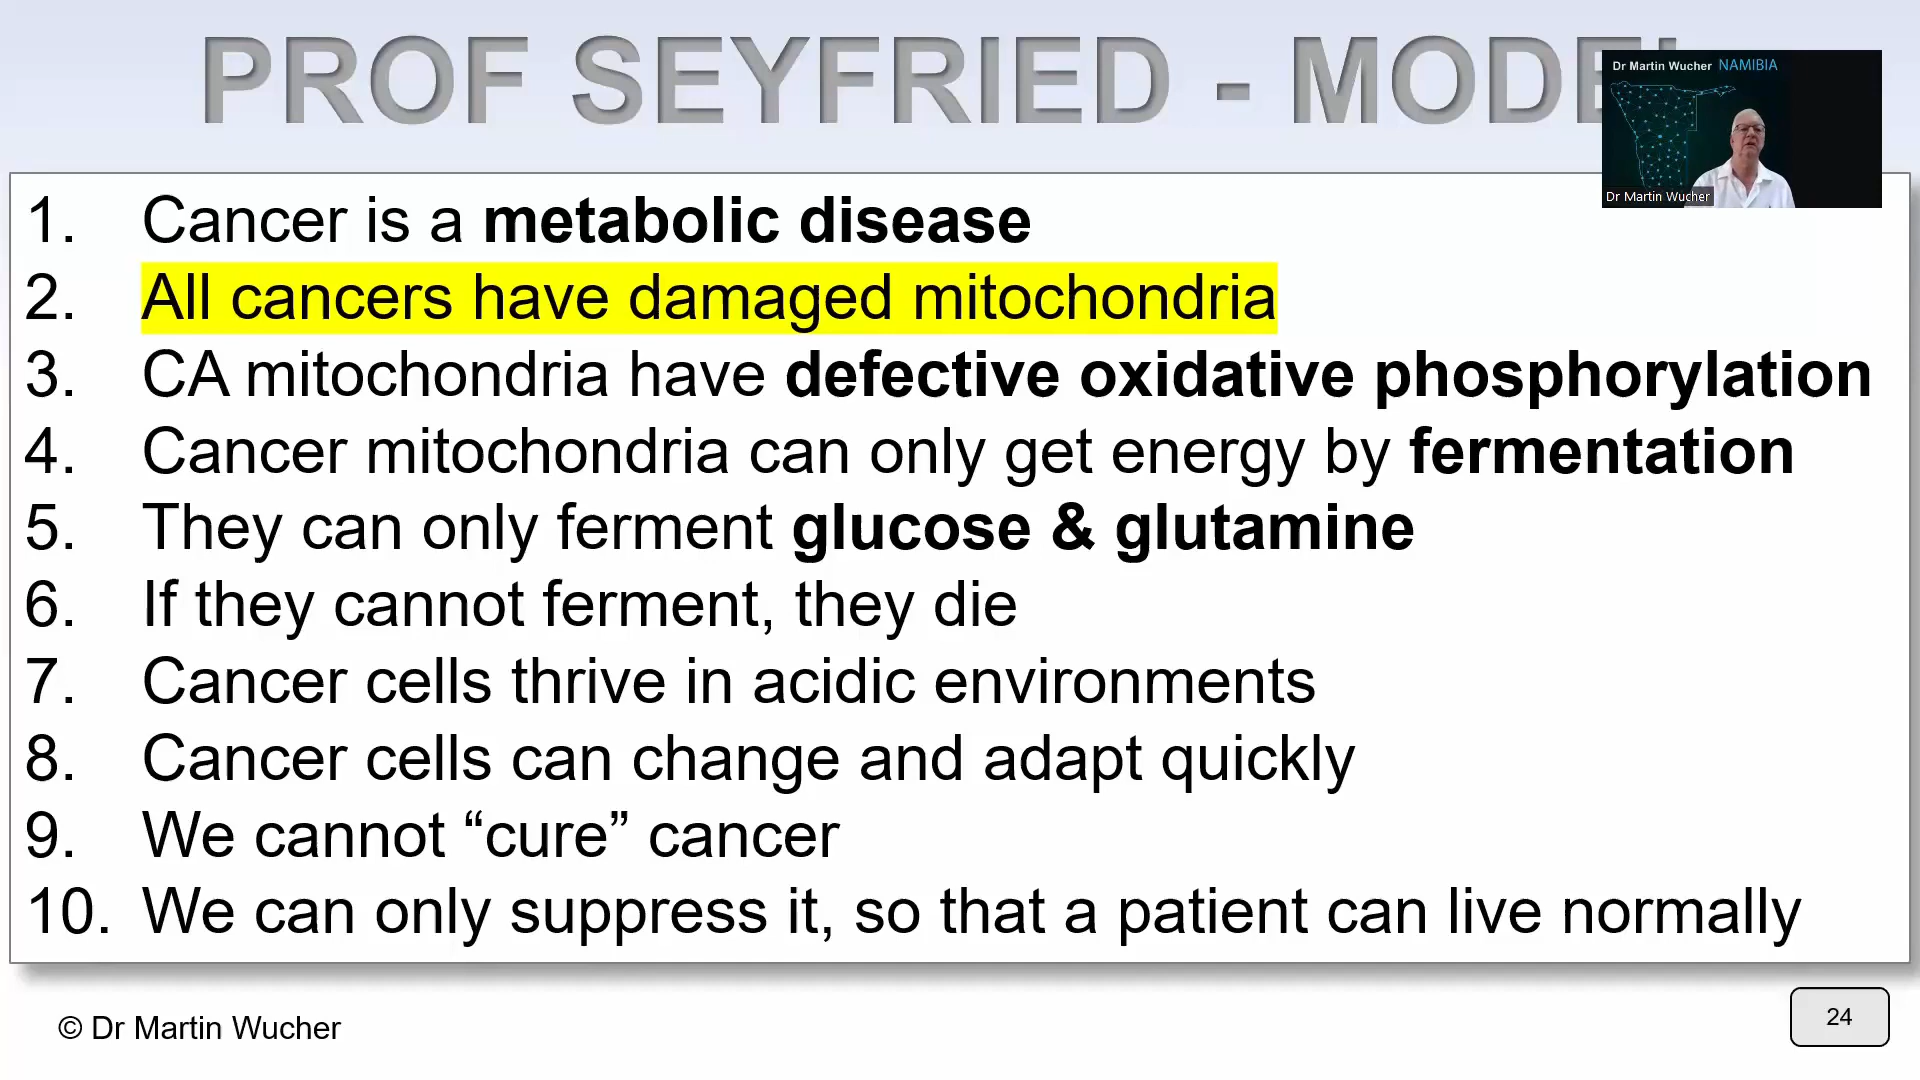 PROF SEYFRIED - MODEL
Dr Martin Wucher NAMIBIA
Dr Martin Wucher
1. Cancer is a metabolic disease
2. All cancers have damaged mitochondria
3. CA mitochondria have defective oxidative phosphorylation
4. Cancer mitochondria can only get energy by fermentation
5. They can only ferment glucose & glutamine
6. If they cannot ferment, they die
7. Cancer cells thrive in acidic environments
8. Cancer cells can change and adapt quickly
9. We cannot “cure” cancer
10. We can only suppress it, so that a patient can live normally
© Dr Martin Wucher
24